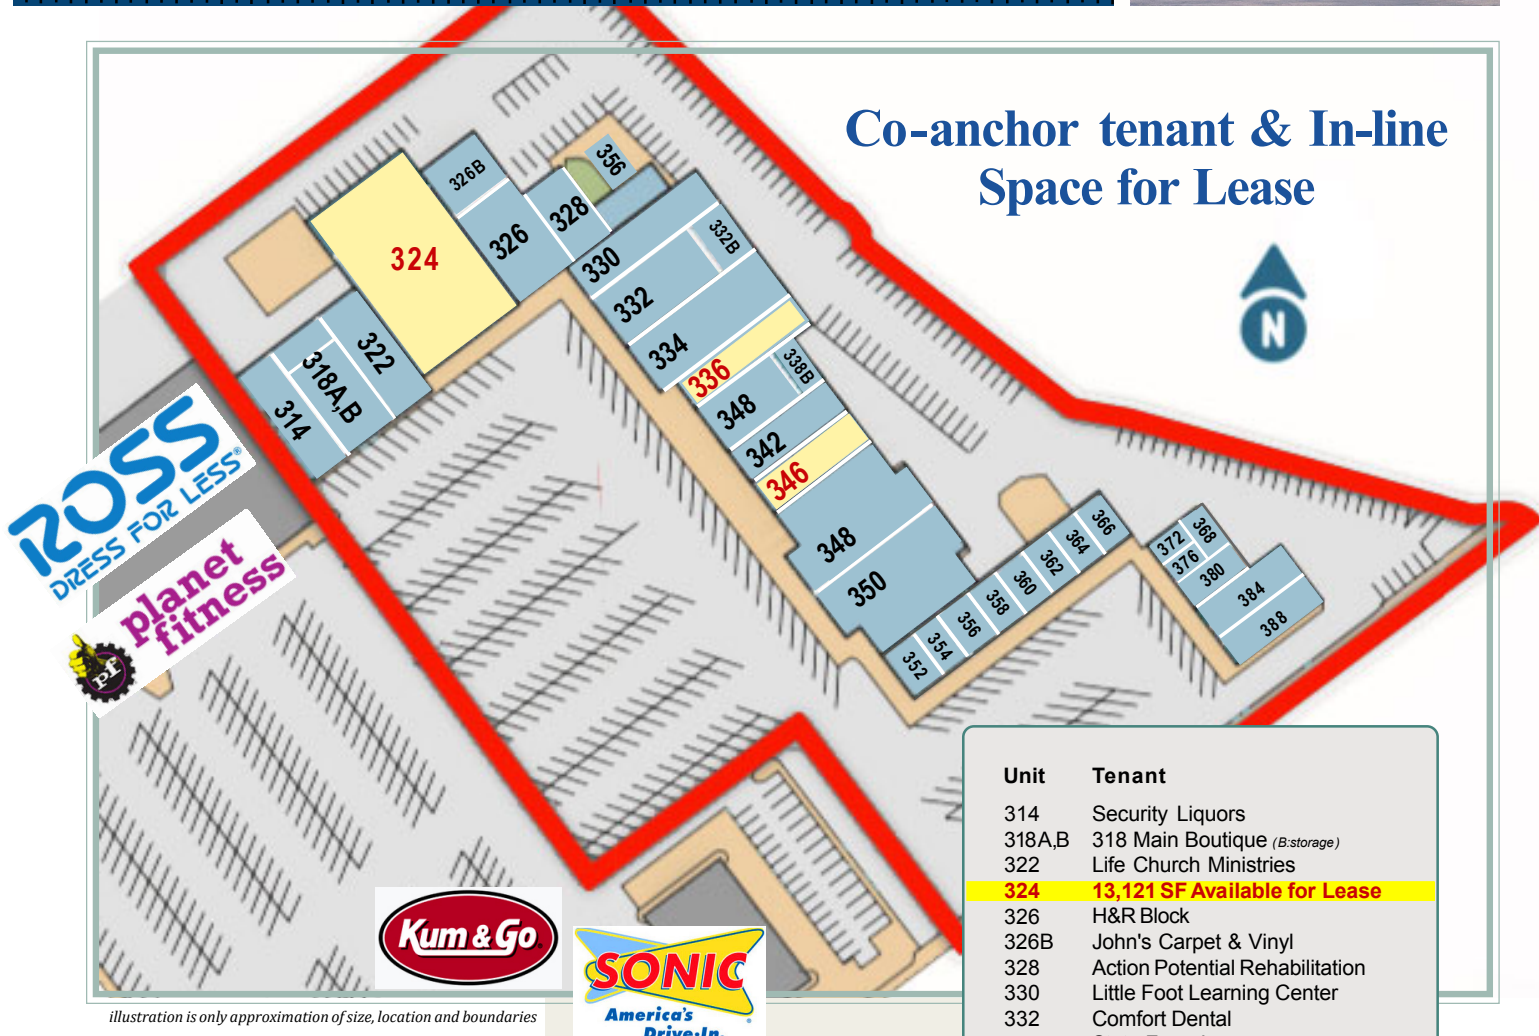 Co-anchor tenant & In-line
Space for Lease
N
356
326B
328
326
324
330
332B
332
334
322
318A,B
314
336
338B
348
342
346
348
350
366
364
362
360
358
356
354
352
368
372
376
380
384
388
ROSS
DRESS FOR LESS®
planet
fitness
pf
Kum & Go
SONIC
America's
Drive-In.
illustration is only approximation of size, location and boundaries
Unit Tenant
314 Security Liquors
318A,B 318 Main Boutique (B:storage)
322 Life Church Ministries
324 13,121 SF Available for Lease
326 H&R Block
326B John's Carpet & Vinyl
328 Action Potential Rehabilitation
330 Little Foot Learning Center
332 Comfort Dental